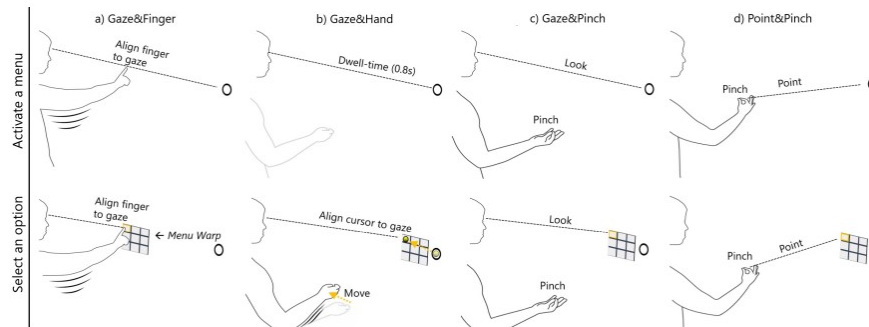 a) Gaze&Finger
b) Gaze&Hand
c) Gaze&Pinch
d) Point&Pinch
Activate a menu
Align finger
to gaze
Dwell-time (0.8s)
Look
Pinch
Pinch
Point
Select an option
Align finger
to gaze
← Menu Warp
Align cursor to gaze
Move
Look
Pinch
Pinch
Point